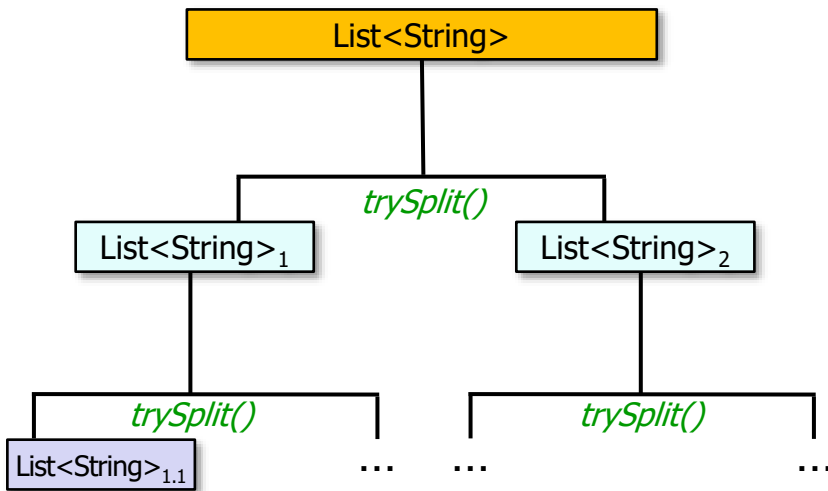 List<String>
trySplit()
List<String>1
List<String>2
trySplit()
trySplit()
List<String>1.1
...
...
...